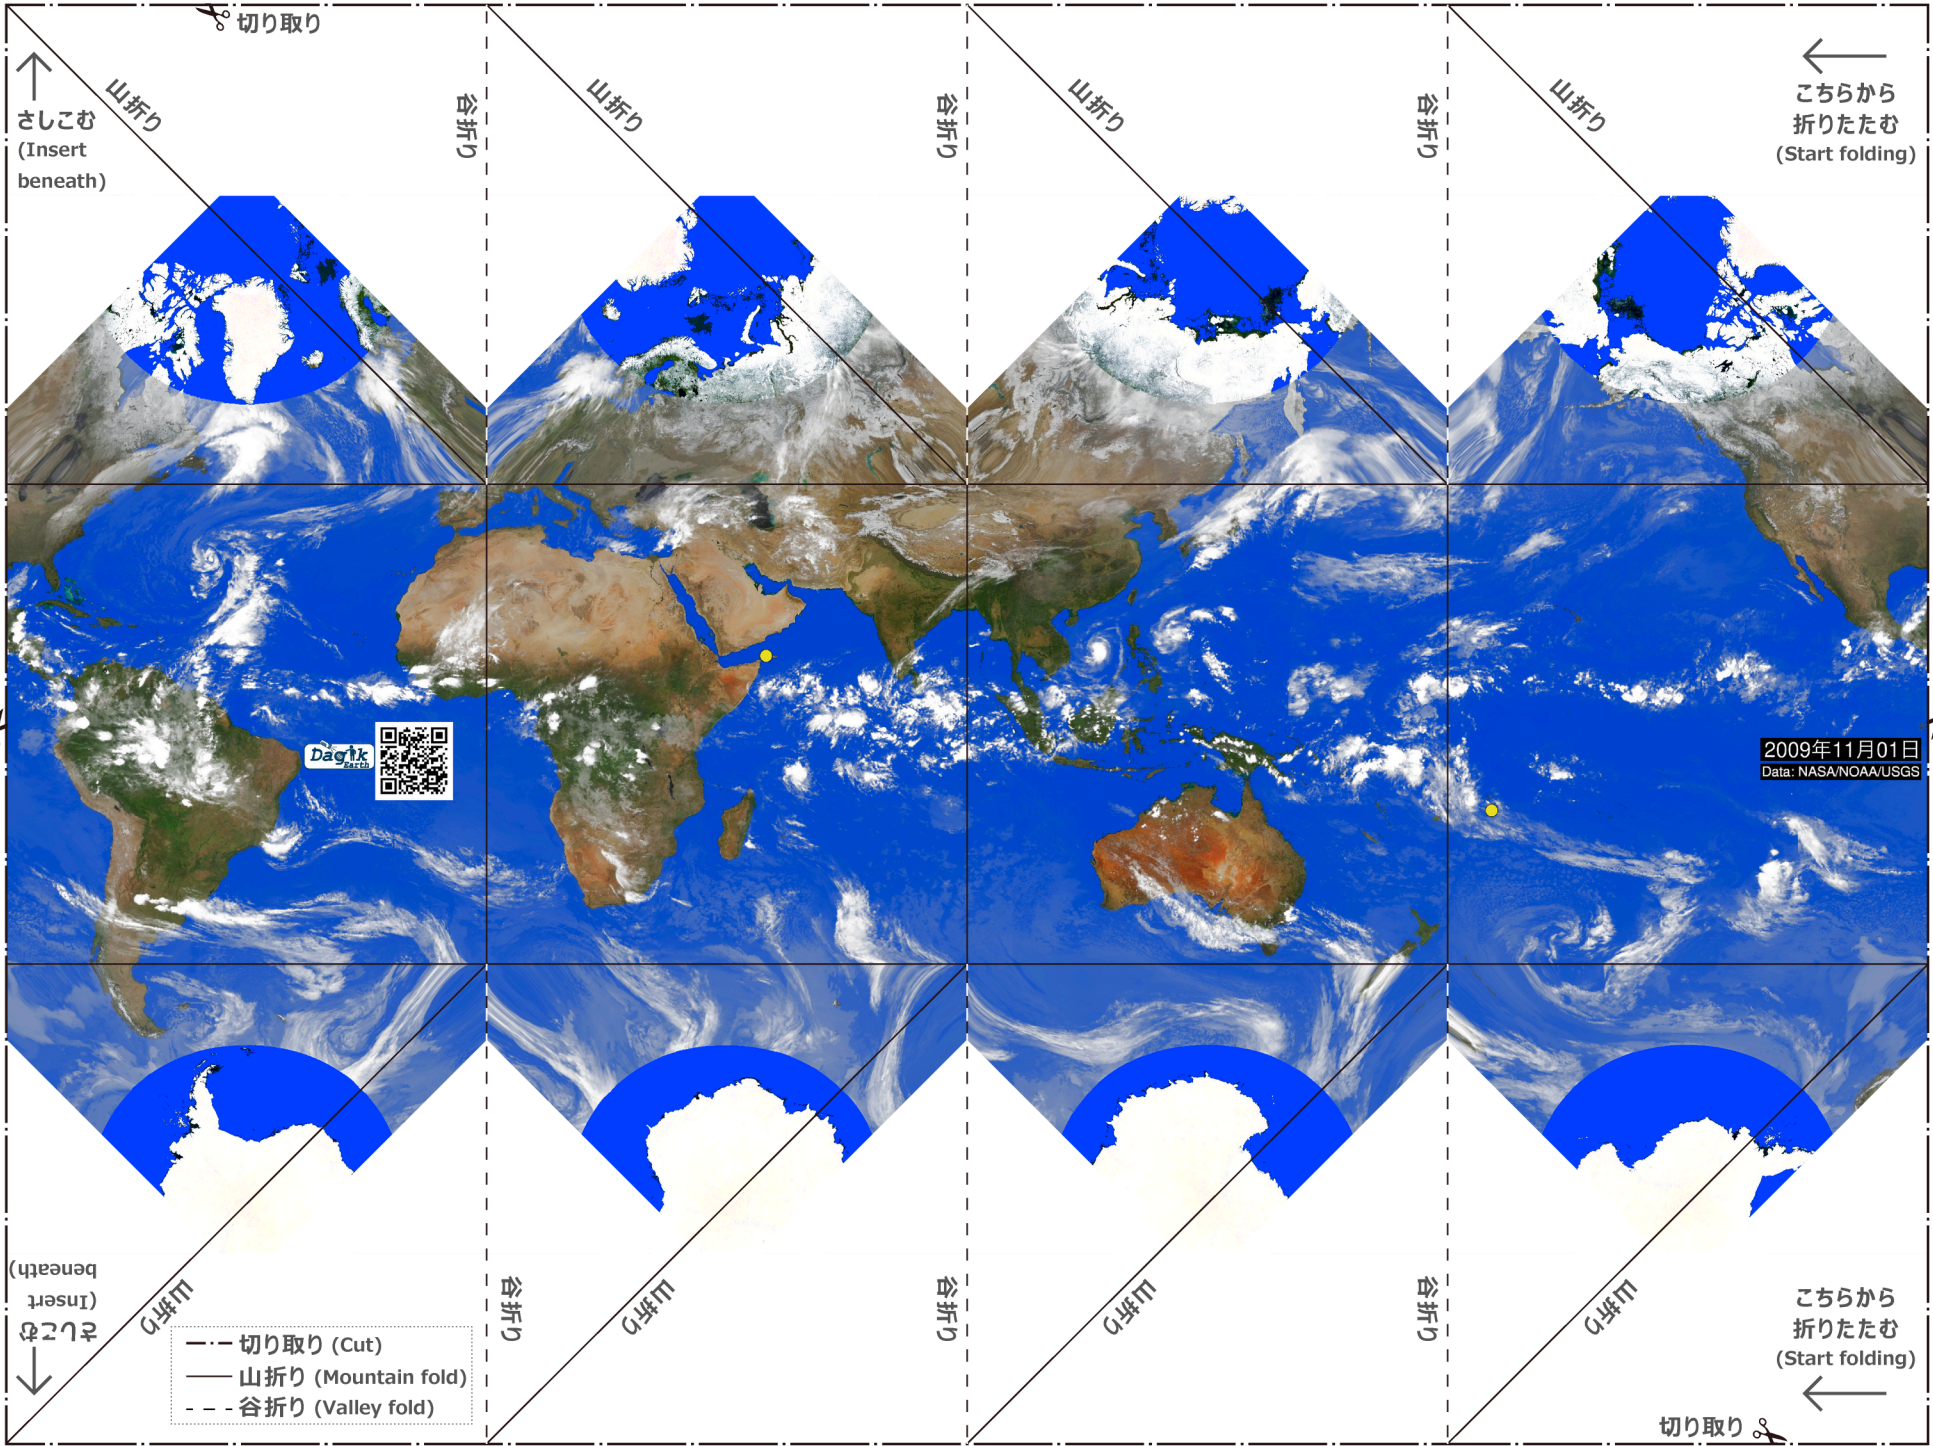 切り取り
山折り
谷折り
山折り
谷折り
山折り
谷折り
山折り
さしこむ
(Insert
beneath)
こちらから
折りたたむ
(Start folding)
Dagik
Earth
2009年11月01日
Data: NASA/NOAA/USGS
さしこむ
(Insert
beneath)
山折り
谷折り
山折り
谷折り
山折り
谷折り
山折り
こちらから
折りたたむ
(Start folding)
切り取り (Cut)
山折り (Mountain fold)
谷折り (Valley fold)
切り取り